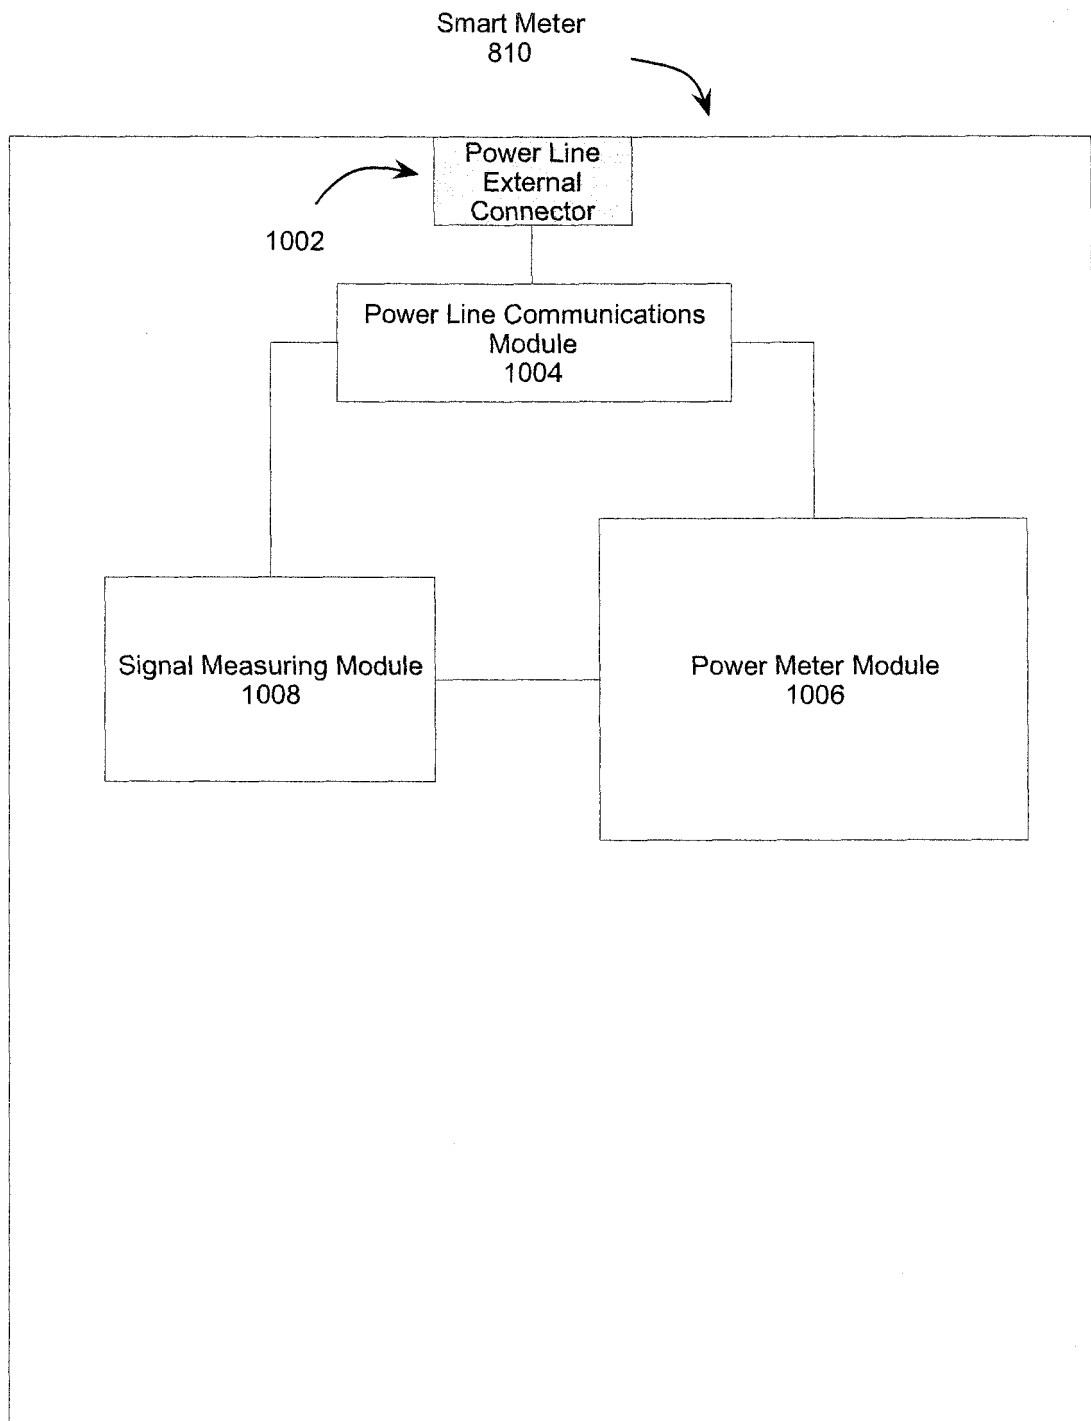 Smart Meter
810
Power Line
External
Connector
1002
Power Line Communications
Module
1004
Signal Measuring Module
1008
Power Meter Module
1006